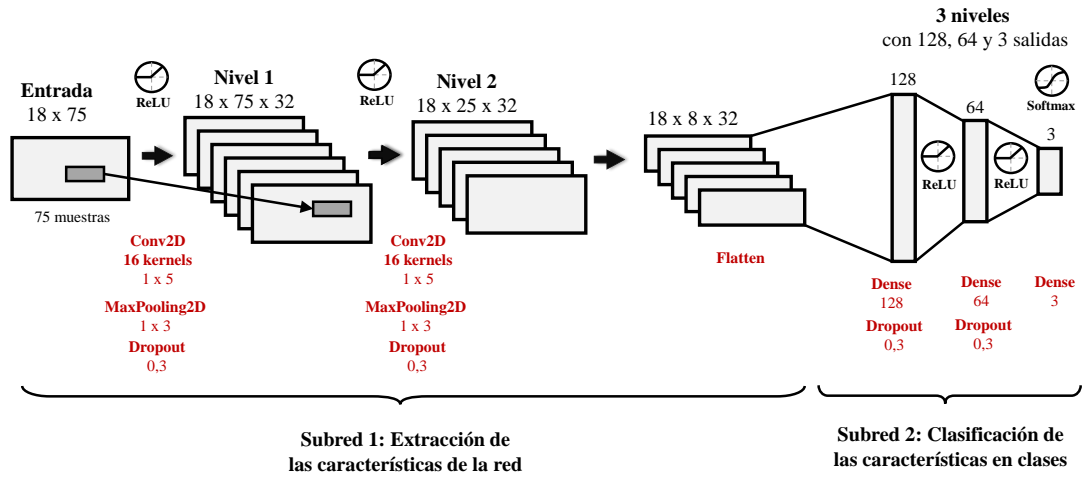 3 niveles
con 128, 64 y 3 salidas
Entrada
18 x 75
ReLU
Nivel 1
18 x 75 x 32
ReLU
Nivel 2
18 x 25 x 32
18 x 8 x 32
128
ReLU
64
ReLU
Softmax
3
75 muestras
Conv2D
16 kernels
1 x 5
MaxPooling2D
1 x 3
Dropout
0,3
Conv2D
16 kernels
1 x 5
MaxPooling2D
1 x 3
Dropout
0,3
Flatten
Dense
128
Dropout
0,3
Dense
64
Dropout
0,3
Dense
3
Subred 1: Extracción de
las características de la red
Subred 2: Clasificación de
las características en clases